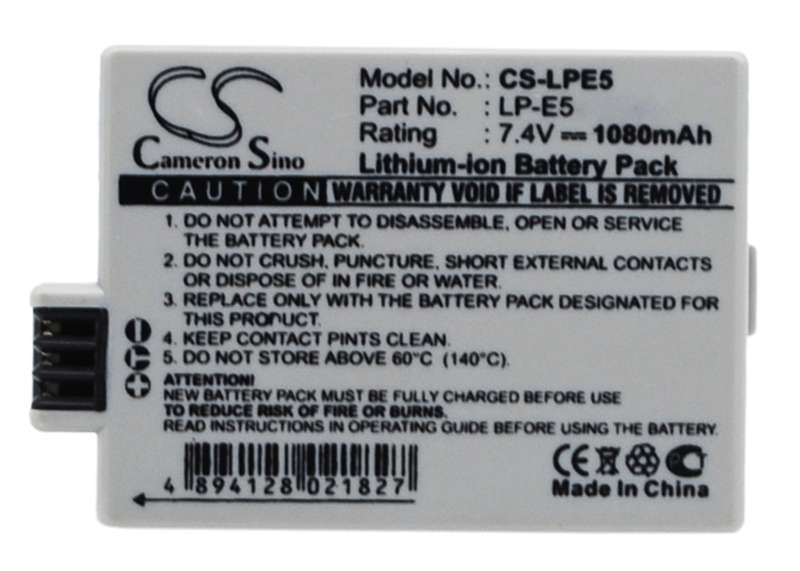 CS
Cameron Sino
Model No.: CS-LPE5
Part No. : LP-E5
Rating : 7.4V 1080mAh
Lithium-ion Battery Pack
CAUTION WARRANTY VOID IF LABEL IS REMOVED
1. DO NOT ATTEMPT TO DISASSEMBLE, OPEN OR SERVICE
THE BATTERY PACK.
2. DO NOT CRUSH, PUNCTURE, SHORT EXTERNAL CONTACTS
OR DISPOSE OF IN FIRE OR WATER.
3. REPLACE ONLY WITH THE BATTERY PACK DESIGNATED FOR
THIS PRODUCT.
4. KEEP CONTACT PINTS CLEAN.
5. DO NOT STORE ABOVE 60°C (140°C).
ATTENTION!
NEW BATTERY PACK MUST BE FULLY CHARGED BEFORE USE
TO REDUCE RISK OF FIRE OR BURNS.
READ INSTRUCTIONS IN OPERATING GUIDE BEFORE USING THE BATTERY.
4 894128 021827
CE
Made In China